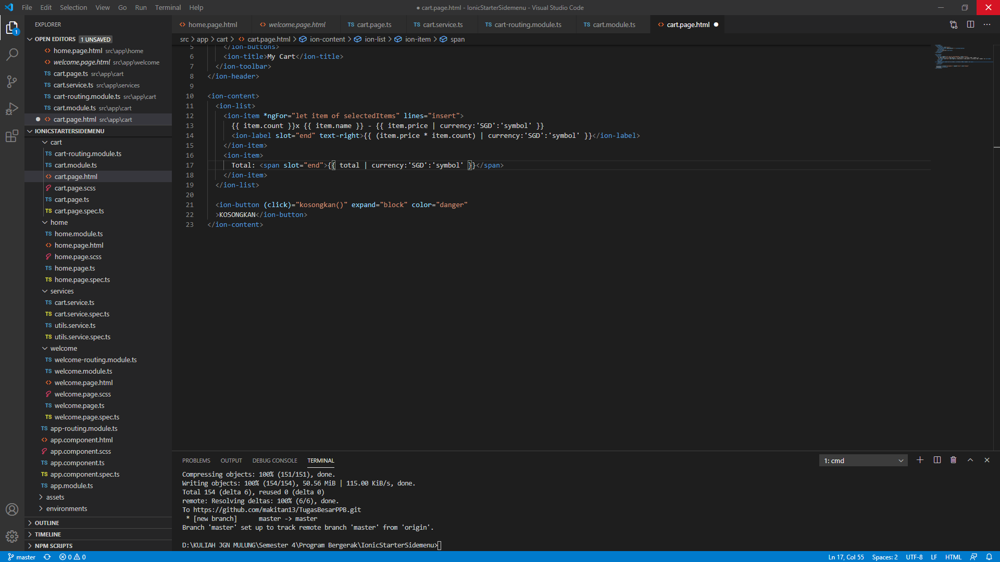 File Edit Selection View Go Run Terminal Help
● cart.page.html - IonicStarterSidemenu - Visual Studio Code
EXPLORER
OPEN EDITORS 1 UNSAVED
home.page.html src\app\home
welcome.page.html src\app\welcome
cart.page.ts src\app\cart
cart.service.ts src\app\services
cart-routing.module.ts src\app\cart
cart.module.ts src\app\cart
cart.page.html src\app\cart
IONICSTARTERSIDEMENU
cart
TS cart-routing.module.ts
TS cart.module.ts
cart.page.html
cart.page.scss
TS cart.page.ts
TS cart.page.spec.ts
home
TS home.module.ts
home.page.html
home.page.scss
TS home.page.ts
TS home.page.spec.ts
services
TS cart.service.ts
TS cart.service.spec.ts
TS utils.service.ts
TS utils.service.spec.ts
welcome
TS welcome-routing.module.ts
TS welcome.module.ts
welcome.page.html
welcome.page.scss
TS welcome.page.ts
TS welcome.page.spec.ts
TS app-routing.module.ts
app.component.html
app.component.scss
TS app.component.ts
TS app.component.spec.ts
TS app.module.ts
assets
environments
OUTLINE
TIMELINE
NPM SCRIPTS
home.page.html welcome.page.html TS cart.page.ts TS cart.service.ts TS cart-routing.module.ts TS cart.module.ts cart.page.html
src > app > cart > cart.page.html > ion-content > ion-list > ion-item > span
5 </ion-buttons>
6 <ion-title>My Cart</ion-title>
7 </ion-toolbar>
8 </ion-header>
9
10 <ion-content>
11 <ion-list>
12 <ion-item *ngFor="let item of selectedItems" lines="insert">
13 {{ item.count }}x {{ item.name }} - {{ item.price | currency:'SGD':'symbol' }}
14 <ion-label slot="end" text-right>{{ (item.price * item.count) | currency:'SGD':'symbol' }}</ion-label>
15 </ion-item>
16 <ion-item>
17 Total: <span slot="end">{{ total | currency:'SGD':'symbol' }}</span>
18 </ion-item>
19 </ion-list>
20
21 <ion-button (click)="kosongkan()" expand="block" color="danger"
22 >KOSONGKAN</ion-button>
23 </ion-content>
PROBLEMS OUTPUT DEBUG CONSOLE TERMINAL 1: cmd
Compressing objects: 100% (151/151), done.
Writing objects: 100% (154/154), 50.56 MiB | 115.00 KiB/s, done.
Total 154 (delta 6), reused 0 (delta 0)
remote: Resolving deltas: 100% (6/6), done.
To https://github.com/makitan13/TugasBesarPPB.git
* [new branch] master -> master
Branch 'master' set up to track remote branch 'master' from 'origin'.
D:\KULIAH JGN MULUNG\Semester 4\Program Bergerak\IonicStarterSidemenu>
master 0 0 Ln 17, Col 55 Spaces: 2 UTF-8 LF HTML